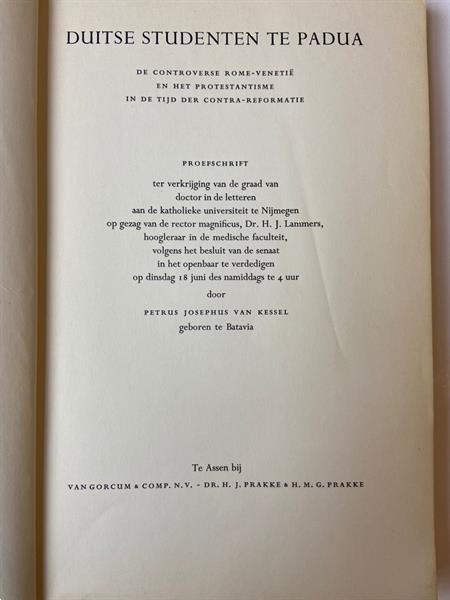 DUITSE STUDENTEN TE PADUA
DE CONTROVERSE ROME-VENETIË
EN HET PROTESTANTISME
IN DE TIJD DER CONTRA-REFORMATIE
PROEFSCHRIFT
ter verkrijging van de graad van
doctor in de letteren
aan de katholieke universiteit te Nijmegen
op gezag van de rector magnificus, Dr. H. J. Lammers,
hoogleraar in de medische faculteit,
volgens het besluit van de senaat
in het openbaar te verdedigen
op dinsdag 18 juni des namiddags te 4 uur
door
PETRUS JOSEPHUS VAN KESSEL
geboren te Batavia
Te Assen bij
VAN GORCUM & COMP. N.V. - DR. H. J. PRAKKE & H. M. G. PRAKKE